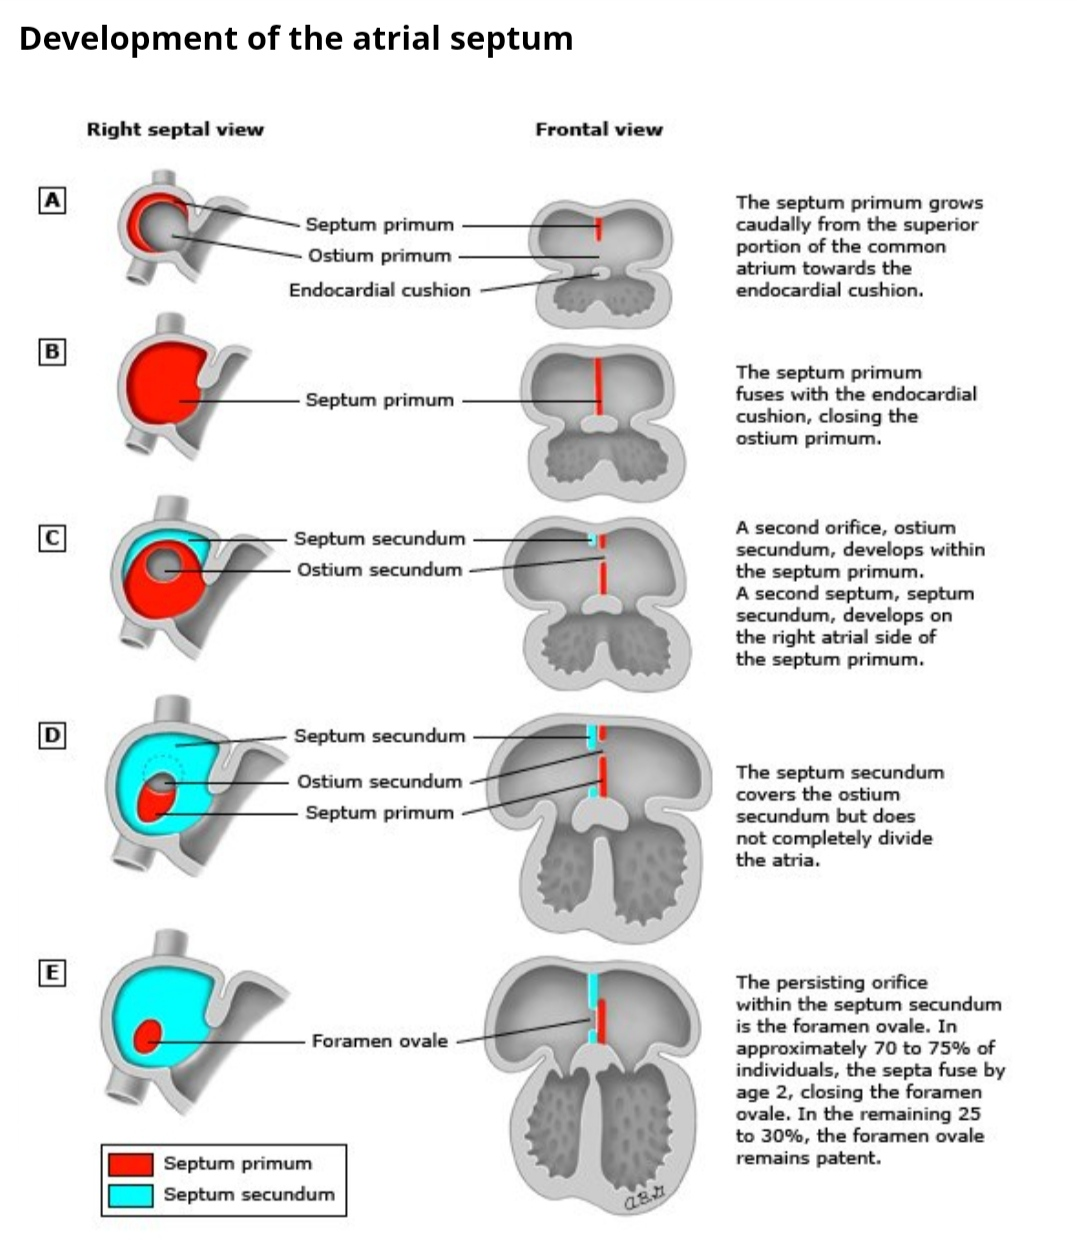 Development of the atrial septum
Right septal view
Frontal view
A
Septum primum
Ostium primum
Endocardial cushion
The septum primum grows
caudally from the superior
portion of the common
atrium towards the
endocardial cushion.
B
Septum primum
The septum primum
fuses with the endocardial
cushion, closing the
ostium primum.
C
Septum secundum
Ostium secundum
A second orifice, ostium
secundum, develops within
the septum primum.
A second septum, septum
secundum, develops on
the right atrial side of
the septum primum.
D
Septum secundum
Ostium secundum
Septum primum
The septum secundum
covers the ostium
secundum but does
not completely divide
the atria.
E
Foramen ovale
The persisting orifice
within the septum secundum
is the foramen ovale. In
approximately 70 to 75% of
individuals, the septa fuse by
age 2, closing the foramen
ovale. In the remaining 25
to 30%, the foramen ovale
remains patent.
Septum primum
Septum secundum